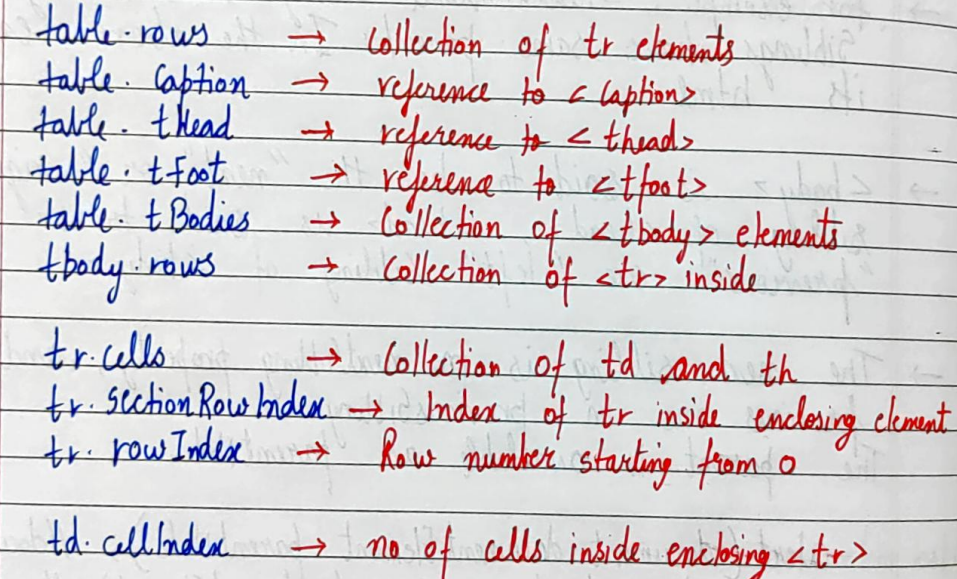 table.rows → Collection of tr elements
table.Caption → reference to <Caption>
table.tHead → reference to <thead>
table.tfoot → reference to <tfoot>
table.tBodies → Collection of <tbody> elements
tbody.rows → Collection of <tr> inside
tr.cells → Collection of td and th
tr.sectionRowIndex → Index of tr inside enclosing element
tr.rowIndex → Row number starting from 0
td.cellIndex → no of cells inside enclosing <tr>